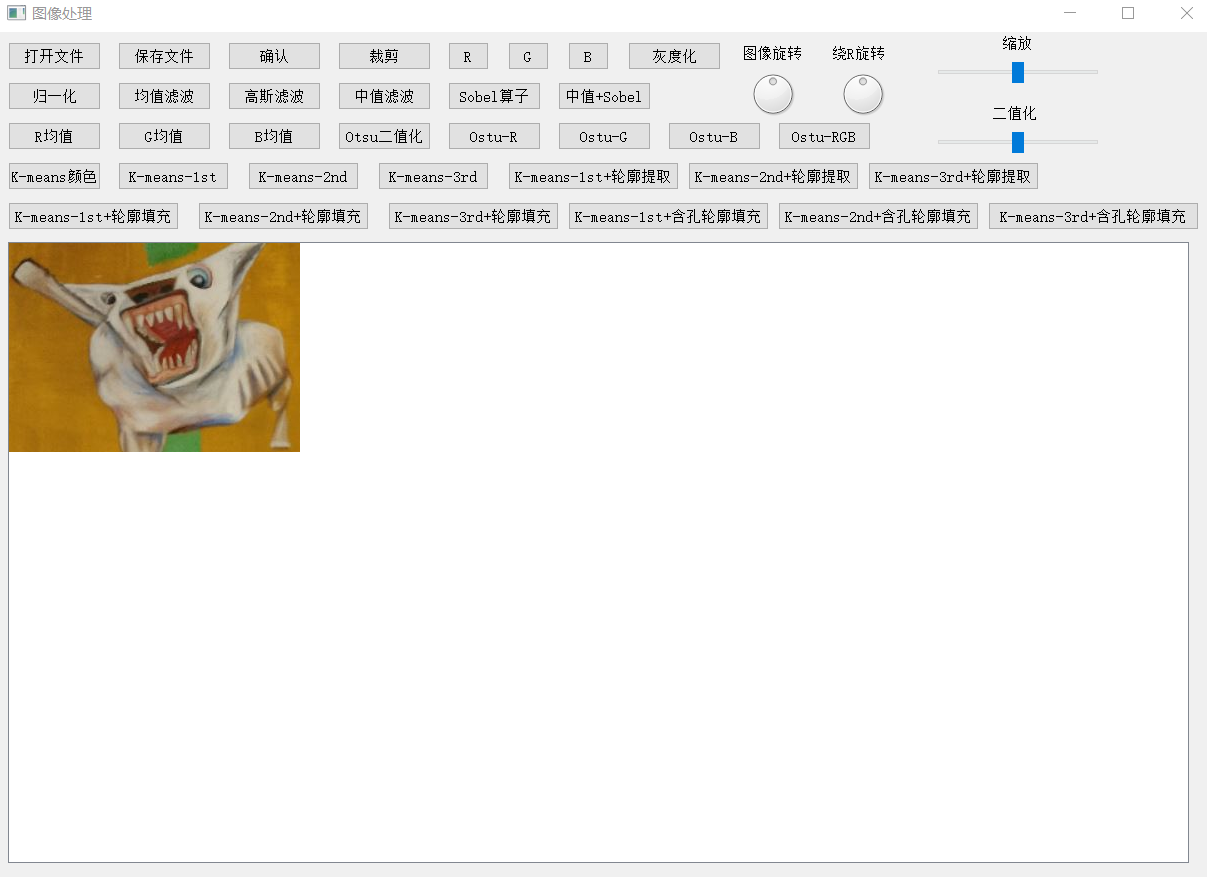 图像处理
打开文件 保存文件 确认 裁剪 R G B 灰度化 图像旋转 绕R旋转 缩放
归一化 均值滤波 高斯滤波 中值滤波 Sobel算子 中值+Sobel 二值化
R均值 G均值 B均值 Otsu二值化 Ostu-R Ostu-G Ostu-B Ostu-RGB
K-means颜色 K-means-1st K-means-2nd K-means-3rd K-means-1st+轮廓提取 K-means-2nd+轮廓提取 K-means-3rd+轮廓提取
K-means-1st+轮廓填充 K-means-2nd+轮廓填充 K-means-3rd+轮廓填充 K-means-1st+含孔轮廓填充 K-means-2nd+含孔轮廓填充 K-means-3rd+含孔轮廓填充